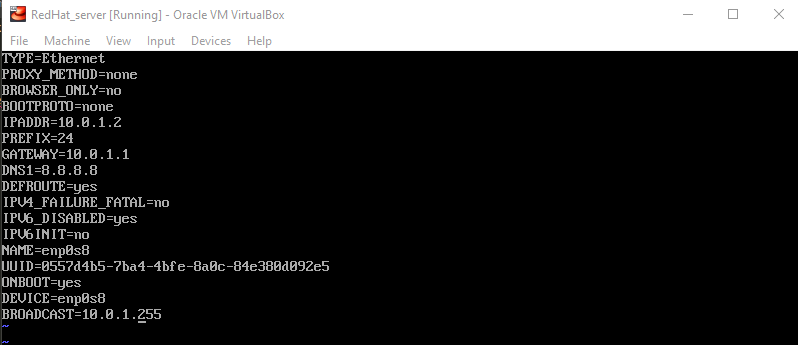 RedHat_server [Running] - Oracle VM VirtualBox
File Machine View Input Devices Help
TYPE=Ethernet
PROXY_METHOD=none
BROWSER_ONLY=no
BOOTPROTO=none
IPADDR=10.0.1.2
PREFIX=24
GATEWAY=10.0.1.1
DNS1=8.8.8.8
DEFROUTE=yes
IPV4_FAILURE_FATAL=no
IPV6_DISABLED=yes
IPV6INIT=no
NAME=enp0s8
UUID=0557d4b5-7ba4-4bfe-8a0c-84e380d092e5
ONBOOT=yes
DEVICE=enp0s8
BROADCAST=10.0.1.255
~
~